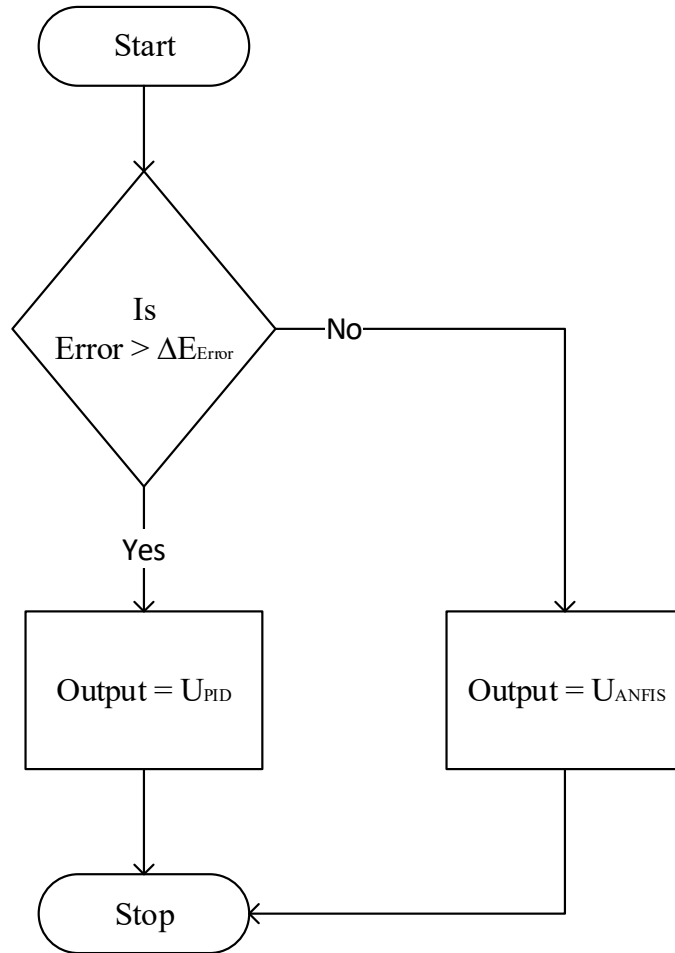 Start
Is
Error > ΔEError
No
Yes
Output = UPID
Output = UANFIS
Stop